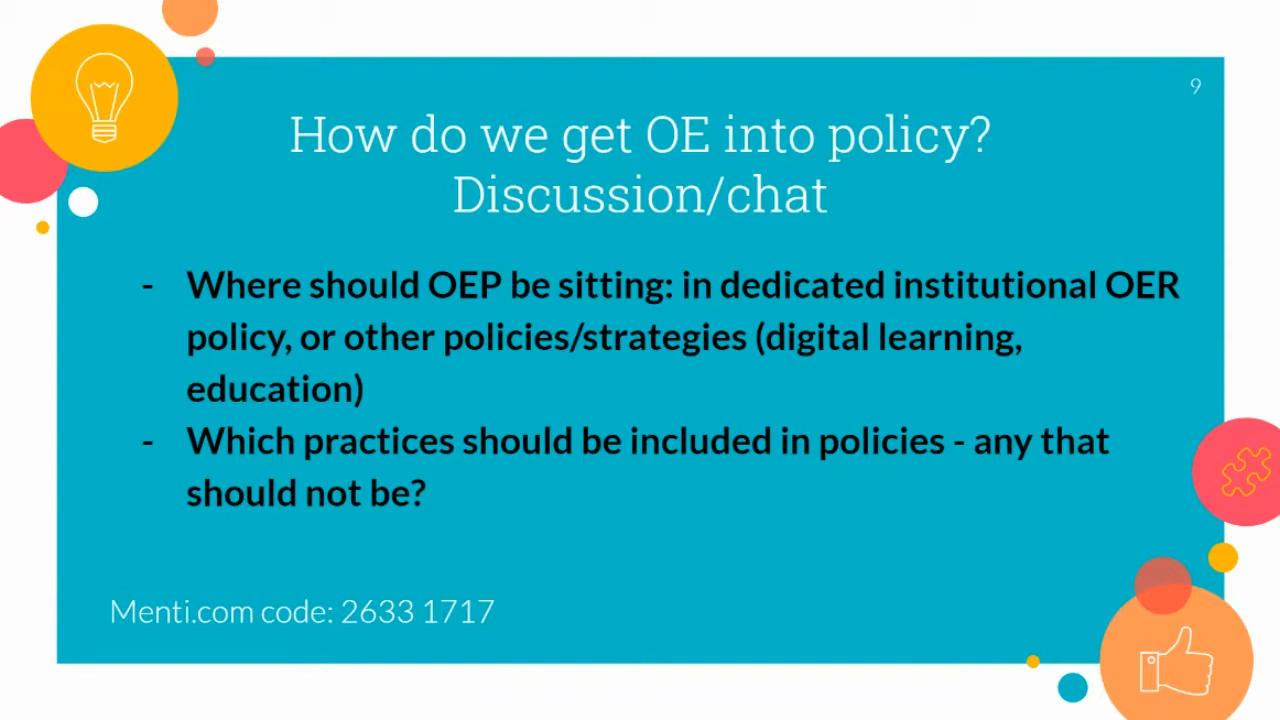 9
How do we get OE into policy?
Discussion/chat
- Where should OEP be sitting: in dedicated institutional OER
policy, or other policies/strategies (digital learning,
education)
- Which practices should be included in policies - any that
should not be?
Menti.com code: 2633 1717